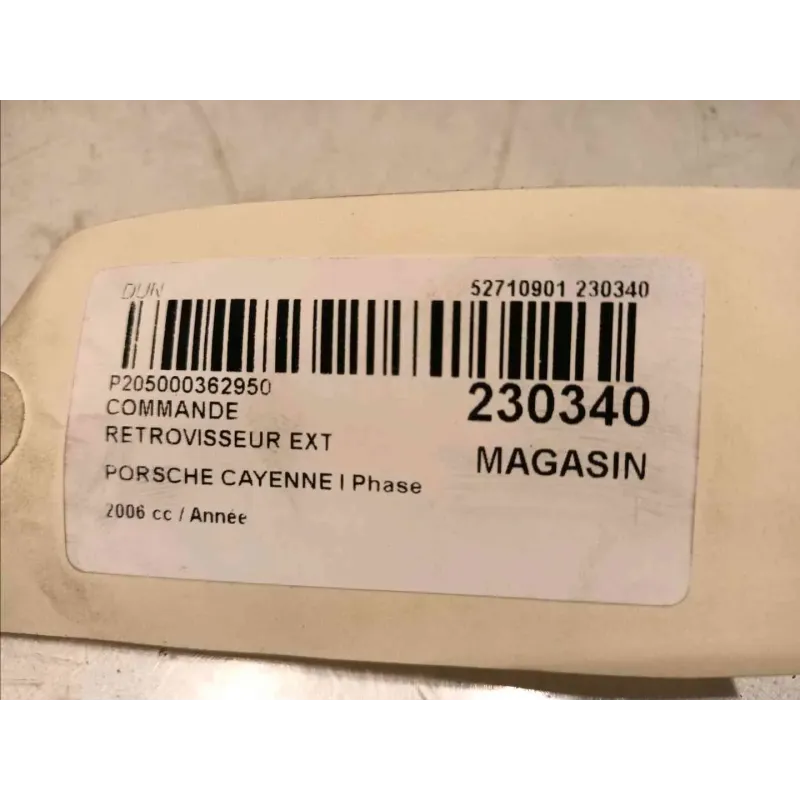 DUN 52710901 230340
P205000362950 230340
COMMANDE
RETROVISSEUR EXT
MAGASIN
PORSCHE CAYENNE I Phase
2006 cc / Année